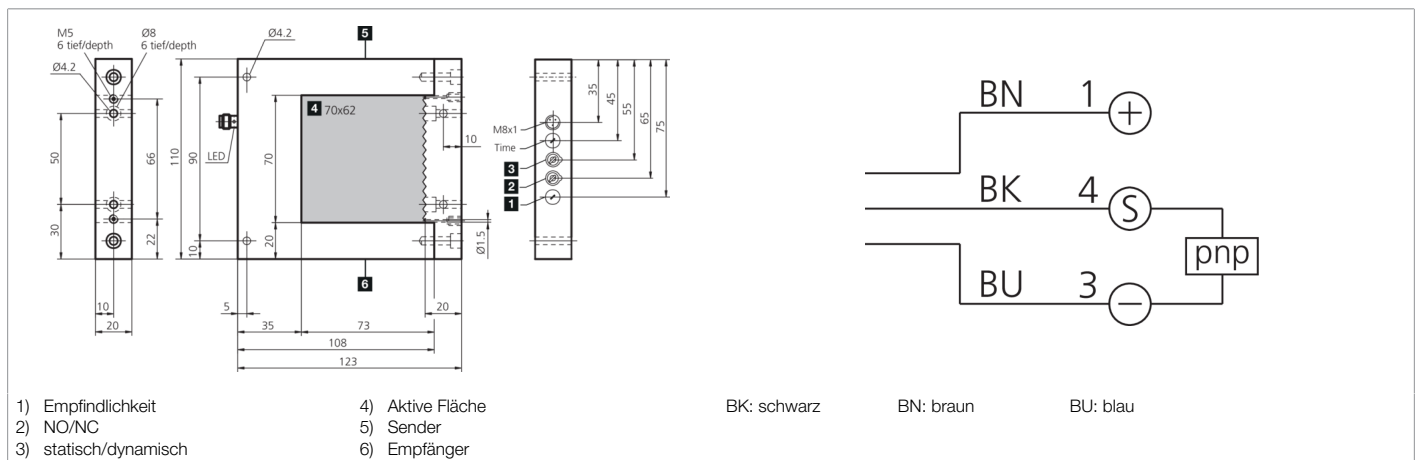 M5
6 tief/depth
Ø8
6 tief/depth
Ø4.2
50
30
66
22
10
20
Ø4.2
5
110
90
10
LED
4 70x62
70
20
10
Ø1.5
6
5
20
35
73
108
123
35
45
55
65
75
M8x1
Time
3
2
1
BN 1 +
BK 4 S
pnp
BU 3 −
1) Empfindlichkeit
2) NO/NC
3) statisch/dynamisch
4) Aktive Fläche
5) Sender
6) Empfänger
BK: schwarz
BN: braun
BU: blau